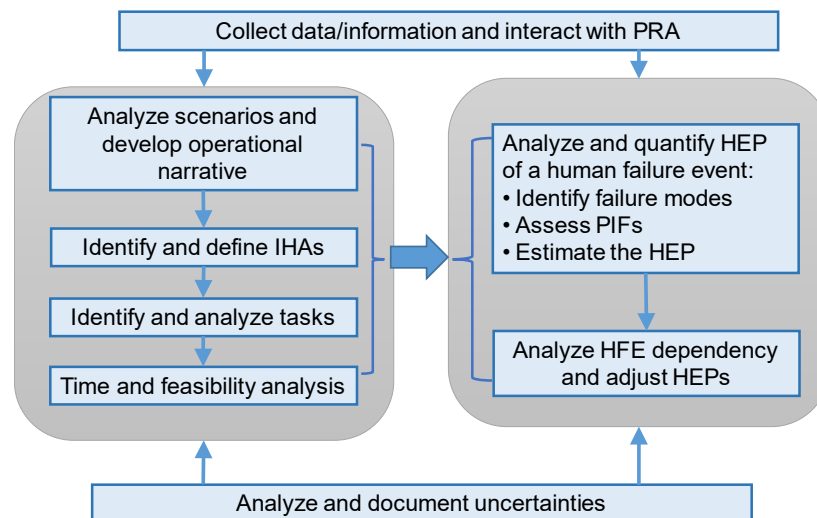 Collect data/information and interact with PRA
Analyze scenarios and
develop operational
narrative
Identify and define IHAs
Identify and analyze tasks
Time and feasibility analysis
Analyze and quantify HEP
of a human failure event:
• Identify failure modes
• Assess PIFs
• Estimate the HEP
Analyze HFE dependency
and adjust HEPs
Analyze and document uncertainties